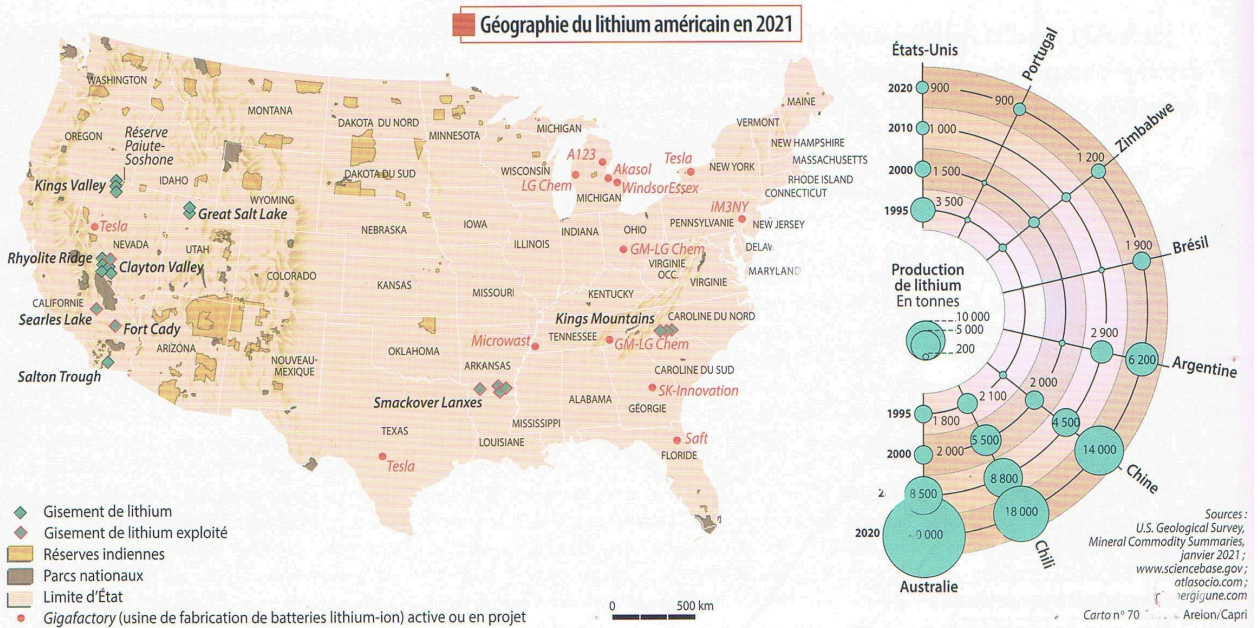 Géographie du lithium américain en 2021
WASHINGTON
MONTANA
DAKOTA DU NORD
MINNESOTA
MICHIGAN
MAINE
VERMONT
NEW HAMPSHIRE
MASSACHUSETTS
RHODE ISLAND
CONNECTICUT
OREGON
Réserve
Paiute-
Soshone
IDAHO
Kings Valley
WYOMING
DAKOTA DU SUD
WISCONSIN
A123
LG Chem
Akasol
WindsorEssex
MICHIGAN
Tesla
NEW YORK
iM3NY
PENNSYLVANIE
NEW JERSEY
DELAV
MARYLAND
Great Salt Lake
Tesla
NEVADA
UTAH
NEBRASKA
IOWA
ILLINOIS
INDIANA
OHIO
GM-LG Chem
VIRGINIE
OCC.
VIRGINIE
Rhyolite Ridge
Clayton Valley
COLORADO
KANSAS
MISSOURI
KENTUCKY
CALIFORNIE
Searles Lake
Fort Cady
ARIZONA
NOUVEAU-
MEXIQUE
OKLAHOMA
Microwast
ARKANSAS
TENNESSEE
Kings Mountains
CAROLINE DU NORD
GM-LG Chem
CAROLINE DU SUD
Salton Trough
Smackover Lanxes
TEXAS
Tesla
LOUISIANE
MISSISSIPPI
ALABAMA
GÉORGIE
SK-Innovation
Saft
FLORIDE
Gisement de lithium
Gisement de lithium exploité
Réserves indiennes
Parcs nationaux
Limite d'État
Gigafactory (usine de fabrication de batteries lithium-ion) active ou en projet
0 500 km
États-Unis
2020 900
2010 1 000
2000 1 500
1995 3 500
Portugal
900
Zimbabwe
1 200
Brésil
1 900
Argentine
2 900
6 200
Chine
2 000
4 500
14 000
Chili
2 100
5 500
8 800
18 000
1995 1 800
2000 2 000
8 500
2020
Australie
Production
de lithium
En tonnes
10 000
5 000
200
Sources :
U.S. Geological Survey,
Mineral Commodity Summaries,
janvier 2021 ;
www.sciencebase.gov ;
atlasocio.com ;
Carto n° 70
Areion/Capri